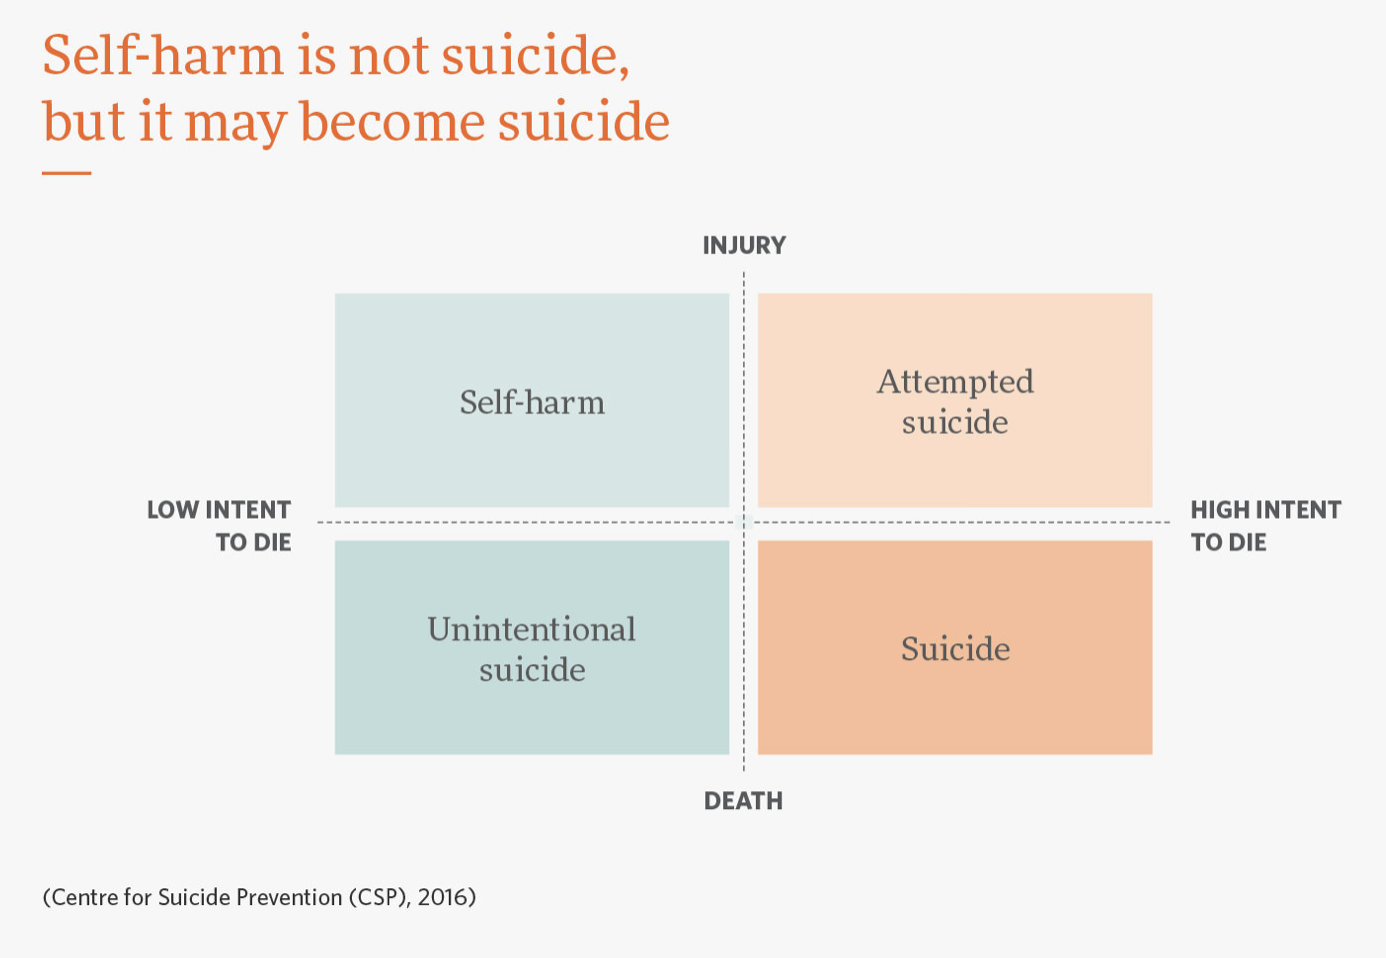 Self-harm is not suicide,
but it may become suicide
INJURY
Self-harm
Attempted
suicide
LOW INTENT
TO DIE
HIGH INTENT
TO DIE
Unintentional
suicide
Suicide
DEATH
(Centre for Suicide Prevention (CSP), 2016)